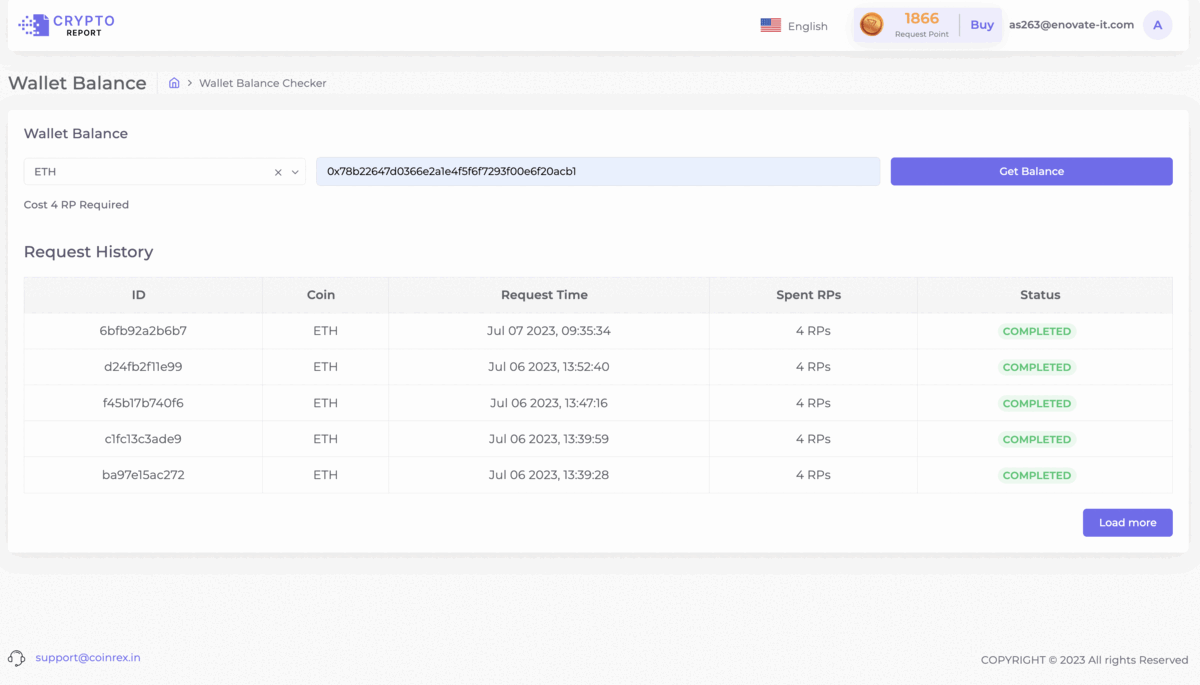 CRYPTO
REPORT
English
1866
Request Point
Buy
as263@enovate-it.com
A
Wallet Balance
Wallet Balance Checker
Wallet Balance
ETH
0x78b22647d0366e2a1e4f5f6f7293f00e6f20acb1
Get Balance
Cost 4 RP Required
Request History
ID Coin Request Time Spent RPs Status
6bfb92a2b6b7 ETH Jul 07 2023, 09:35:34 4 RPs COMPLETED
d24fb2f11e99 ETH Jul 06 2023, 13:52:40 4 RPs COMPLETED
f45b17b740f6 ETH Jul 06 2023, 13:47:16 4 RPs COMPLETED
c1fc13c3ade9 ETH Jul 06 2023, 13:39:59 4 RPs COMPLETED
ba97e15ac272 ETH Jul 06 2023, 13:39:28 4 RPs COMPLETED
Load more
support@coinrex.in
COPYRIGHT © 2023 All rights Reserved